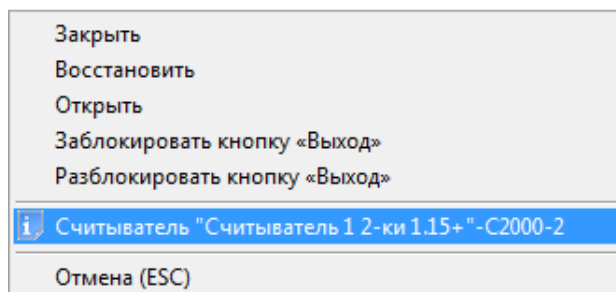 Закрыть
Восстановить
Открыть
Заблокировать кнопку «Выход»
Разблокировать кнопку «Выход»
Считыватель "Считыватель 1 2-ки 1.15+"-С2000-2
Отмена (ESC)